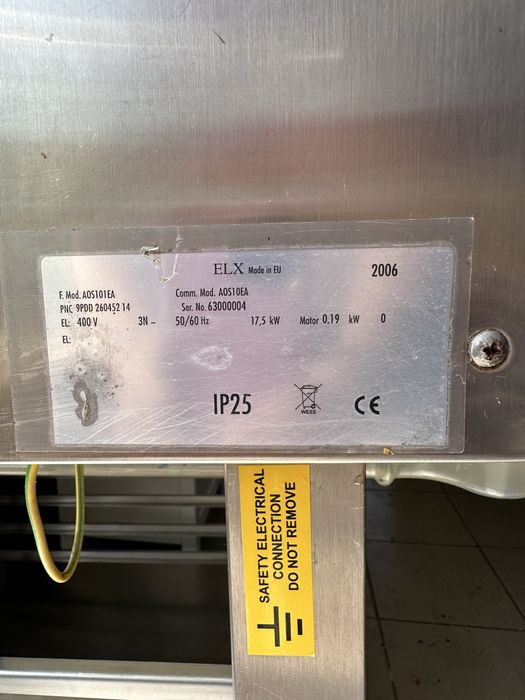 ELX Made in EU 2006
F. Mod. AOS101EA Comm. Mod. AOS10EA
PNC 9PDD 260452 14 Ser. No. 63000004
EL: 400 V 3N ~ 50/60 Hz 17,5 kW Motor 0.19 kW 0
EL:
IP25 WEEE CE
SAFETY ELECTRICAL
CONNECTION
DO NOT REMOVE